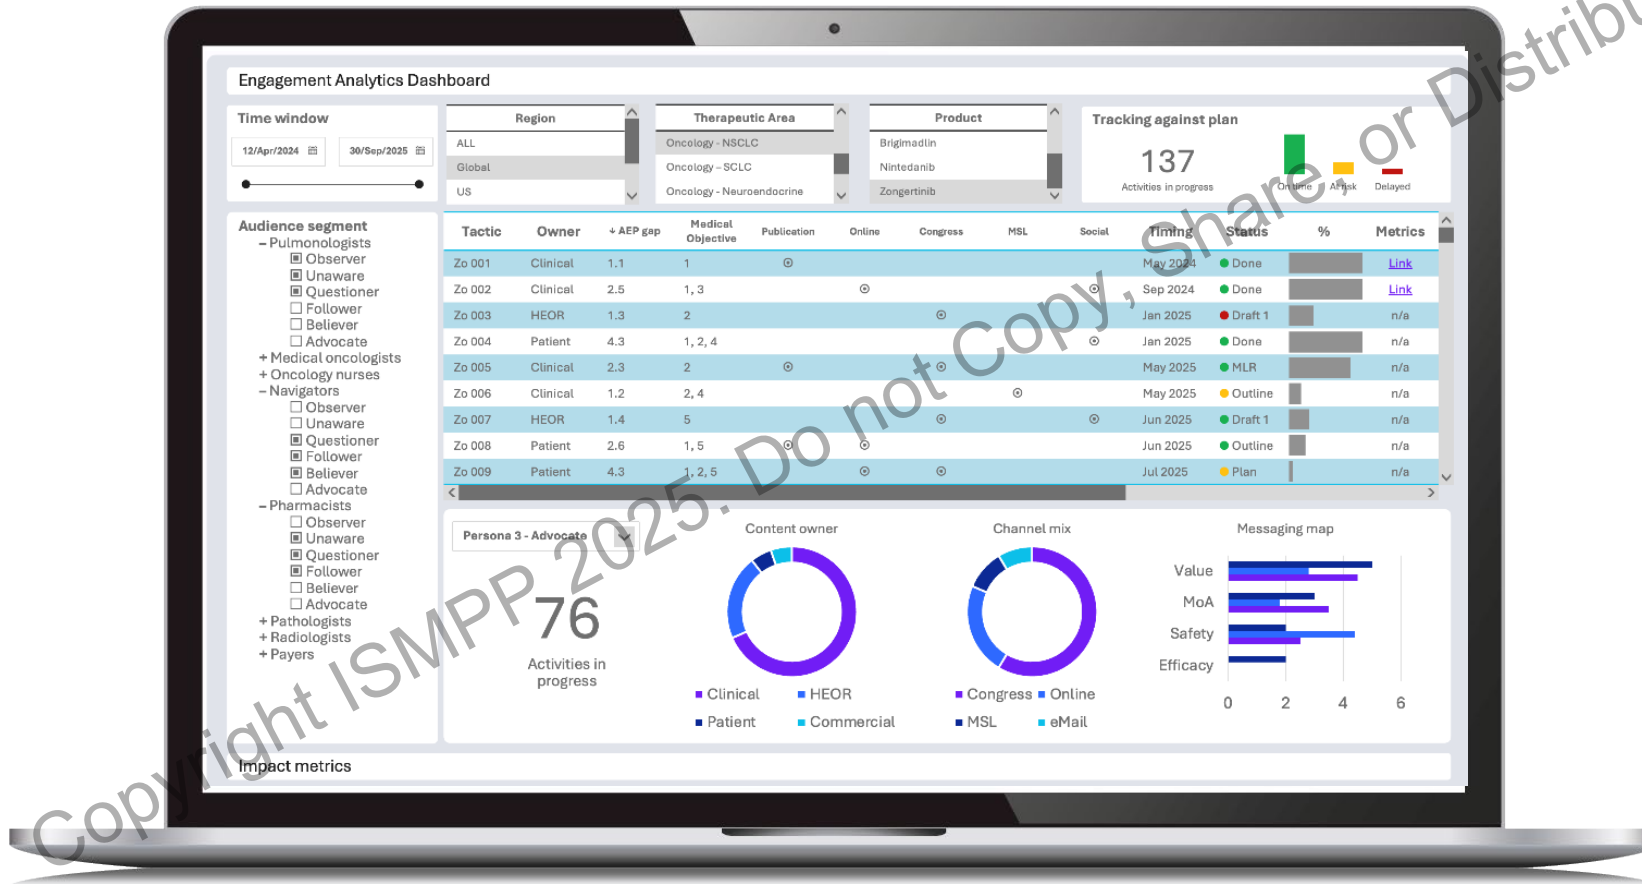 Engagement Analytics Dashboard
Time window
12/Apr/2024 30/Sep/2025
Region
ALL
Global
US
Therapeutic Area
Oncology - NSCLC
Oncology – SCLC
Oncology - Neuroendocrine
Product
Brigimadlin
Nintedanib
Zongertinib
Tracking against plan
137
Activities in progress
On time At risk Delayed
Audience segment
– Pulmonologists
Observer
Unaware
Questioner
Follower
Believer
Advocate
+ Medical oncologists
+ Oncology nurses
– Navigators
Observer
Unaware
Questioner
Follower
Believer
Advocate
– Pharmacists
Observer
Unaware
Questioner
Follower
Believer
Advocate
+ Pathologists
+ Radiologists
+ Payers
Tactic Owner ↓ AEP gap Medical Objective Publication Online Congress MSL Social Timing Status % Metrics
Zo 001 Clinical 1.1 1 May 2024 Done Link
Zo 002 Clinical 2.5 1, 3 Sep 2024 Done Link
Zo 003 HEOR 1.3 2 Jan 2025 Draft 1 n/a
Zo 004 Patient 4.3 1, 2, 4 Jan 2025 Done n/a
Zo 005 Clinical 2.3 2 May 2025 MLR n/a
Zo 006 Clinical 1.2 2, 4 May 2025 Outline n/a
Zo 007 HEOR 1.4 5 Jun 2025 Draft 1 n/a
Zo 008 Patient 2.6 1, 5 Jun 2025 Outline n/a
Zo 009 Patient 4.3 1, 2, 5 Jul 2025 Plan n/a
Persona 3 - Advocate
76
Activities in
progress
Content owner
Clinical HEOR
Patient Commercial
Channel mix
Congress Online
MSL eMail
Messaging map
Value
MoA
Safety
Efficacy
0 2 4 6
Impact metrics
Copyright ISMPP 2025. Do not Copy, Share, or Distribu